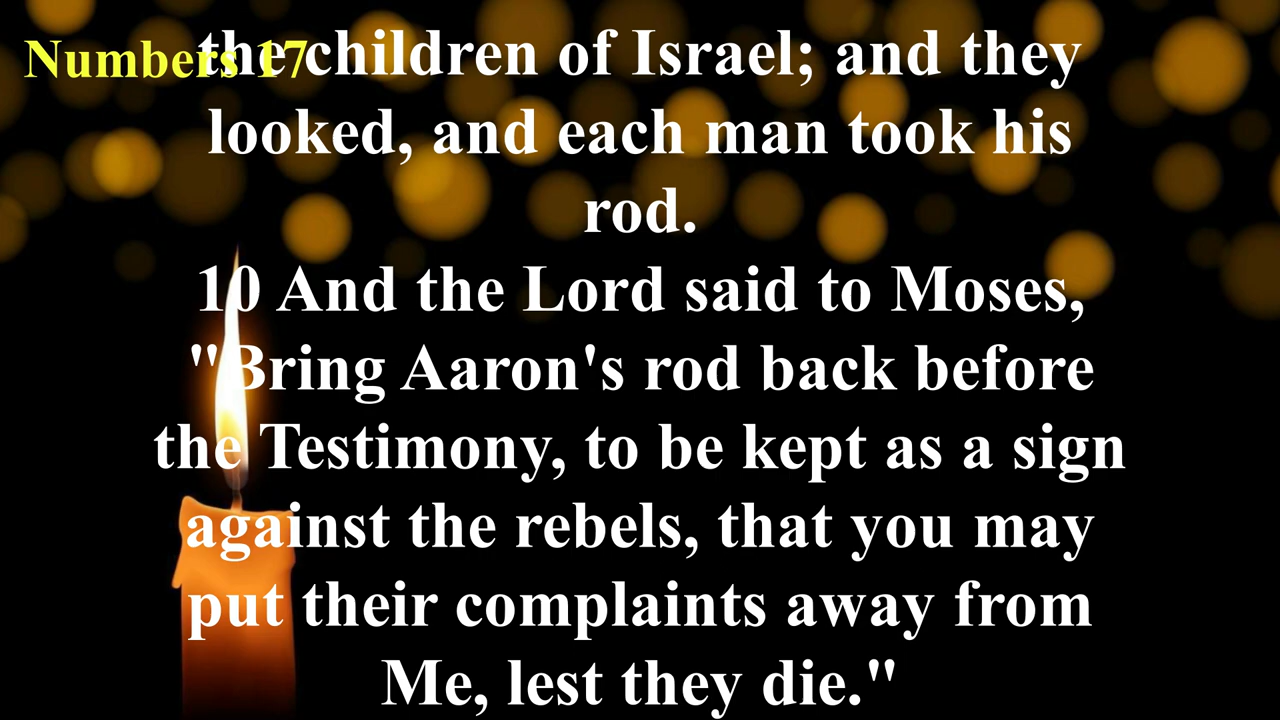 Numbers 17
the children of Israel; and they
looked, and each man took his
rod.
10 And the Lord said to Moses,
"Bring Aaron's rod back before
the Testimony, to be kept as a sign
against the rebels, that you may
put their complaints away from
Me, lest they die."